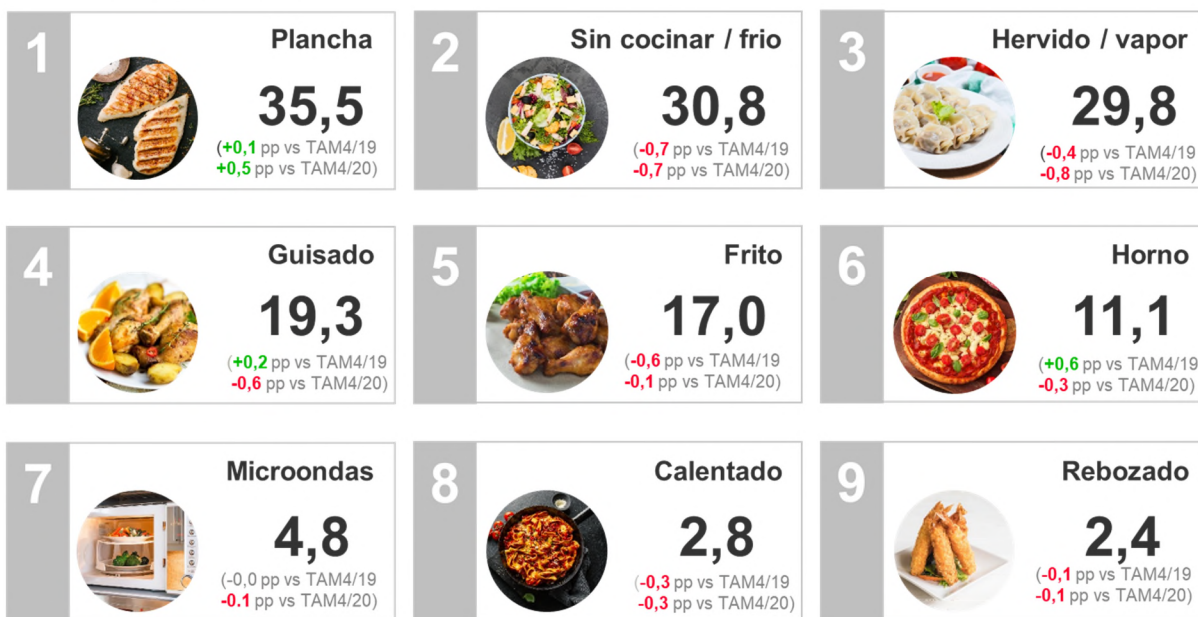 1
Plancha
35,5
(+0,1 pp vs TAM4/19
+0,5 pp vs TAM4/20)
2
Sin cocinar / frio
30,8
(-0,7 pp vs TAM4/19
-0,7 pp vs TAM4/20)
3
Hervido / vapor
29,8
(-0,4 pp vs TAM4/19
-0,8 pp vs TAM4/20)
4
Guisado
19,3
(+0,2 pp vs TAM4/19
-0,6 pp vs TAM4/20)
5
Frito
17,0
(-0,6 pp vs TAM4/19
-0,1 pp vs TAM4/20)
6
Horno
11,1
(+0,6 pp vs TAM4/19
-0,3 pp vs TAM4/20)
7
Microondas
4,8
(-0,0 pp vs TAM4/19
-0.1 pp vs TAM4/20)
8
Calentado
2,8
(-0,3 pp vs TAM4/19
-0,3 pp vs TAM4/20)
9
Rebozado
2,4
(-0,1 pp vs TAM4/19
-0,1 pp vs TAM4/20)